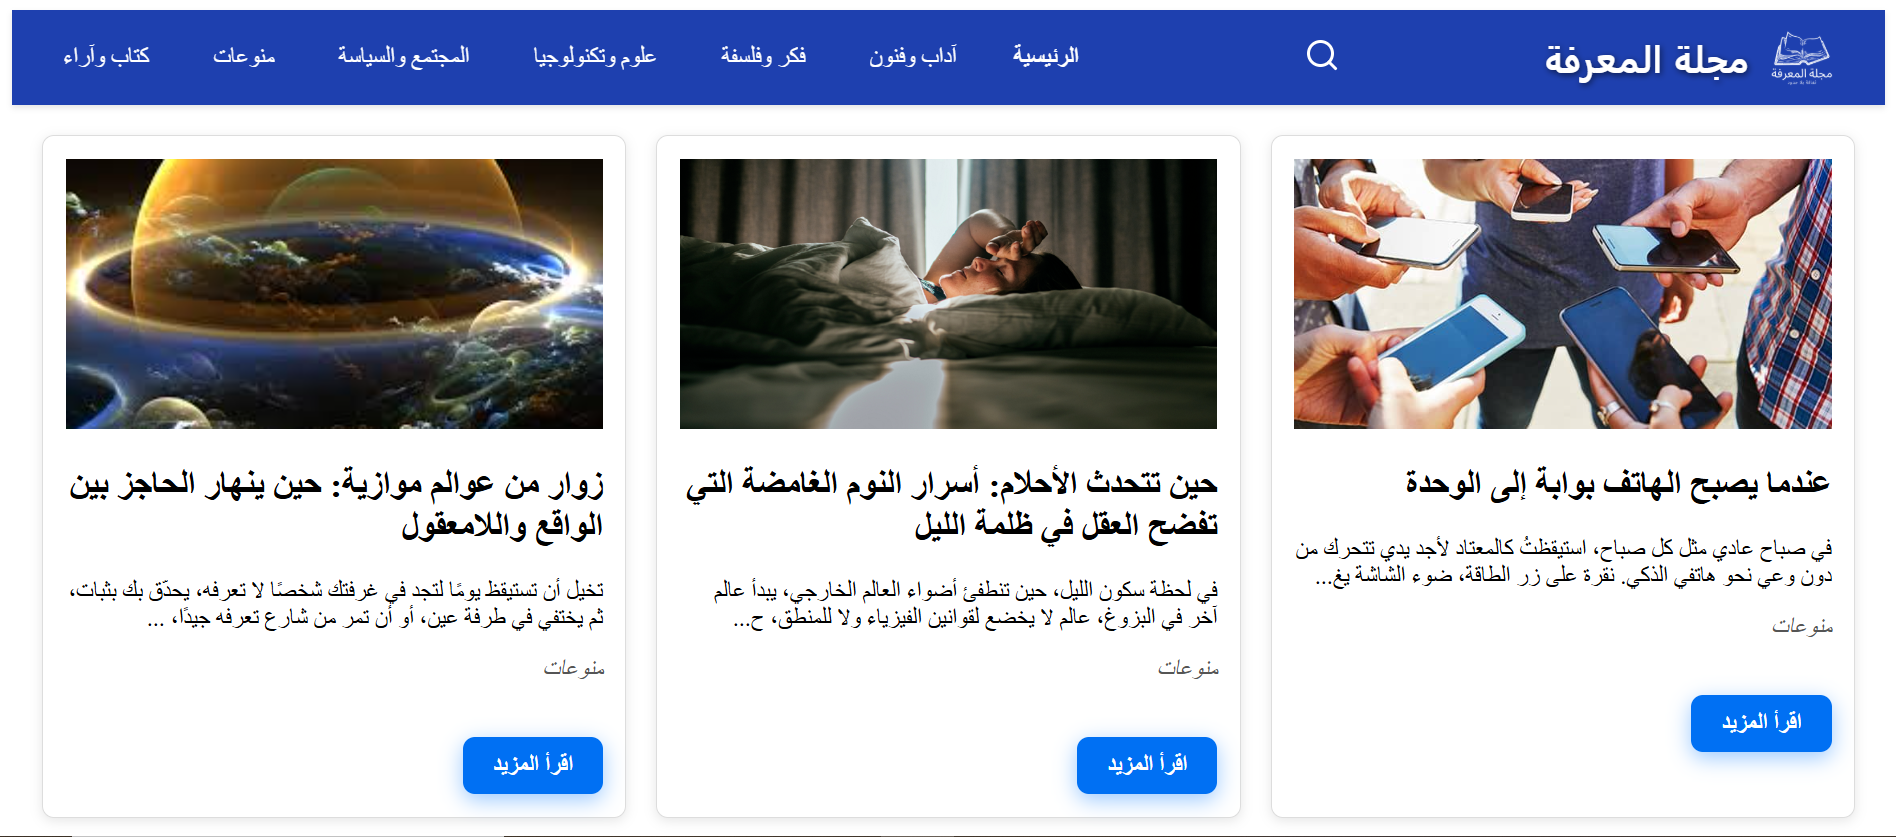 مجلة المعرفة
ثقافة بلا حدود
مجلة المعرفة
الرئيسية
آداب وفنون
فكر وفلسفة
علوم وتكنولوجيا
المجتمع والسياسة
منوعات
كتاب وآراء
عندما يصبح الهاتف بوابة إلى الوحدة
في صباح عادي مثل كل صباح، استيقظتُ كالمعتاد لأجد يدي تتحرك من
دون وعي نحو هاتفي الذكي. نقرة على زر الطاقة، ضوء الشاشة يغ...
منوعات
اقرأ المزيد
حين تتحدث الأحلام: أسرار النوم الغامضة التي
تفضح العقل في ظلمة الليل
في لحظة سكون الليل، حين تنطفئ أضواء العالم الخارجي، يبدأ عالم
آخر في البزوغ، عالم لا يخضع لقوانين الفيزياء ولا للمنطق، ح...
منوعات
اقرأ المزيد
زوار من عوالم موازية: حين ينهار الحاجز بين
الواقع واللامعقول
تخيل أن تستيقظ يومًا لتجد في غرفتك شخصًا لا تعرفه، يحدّق بك بثبات،
ثم يختفي في طرفة عين، أو أن تمر من شارع تعرفه جيدًا، ...
منوعات
اقرأ المزيد